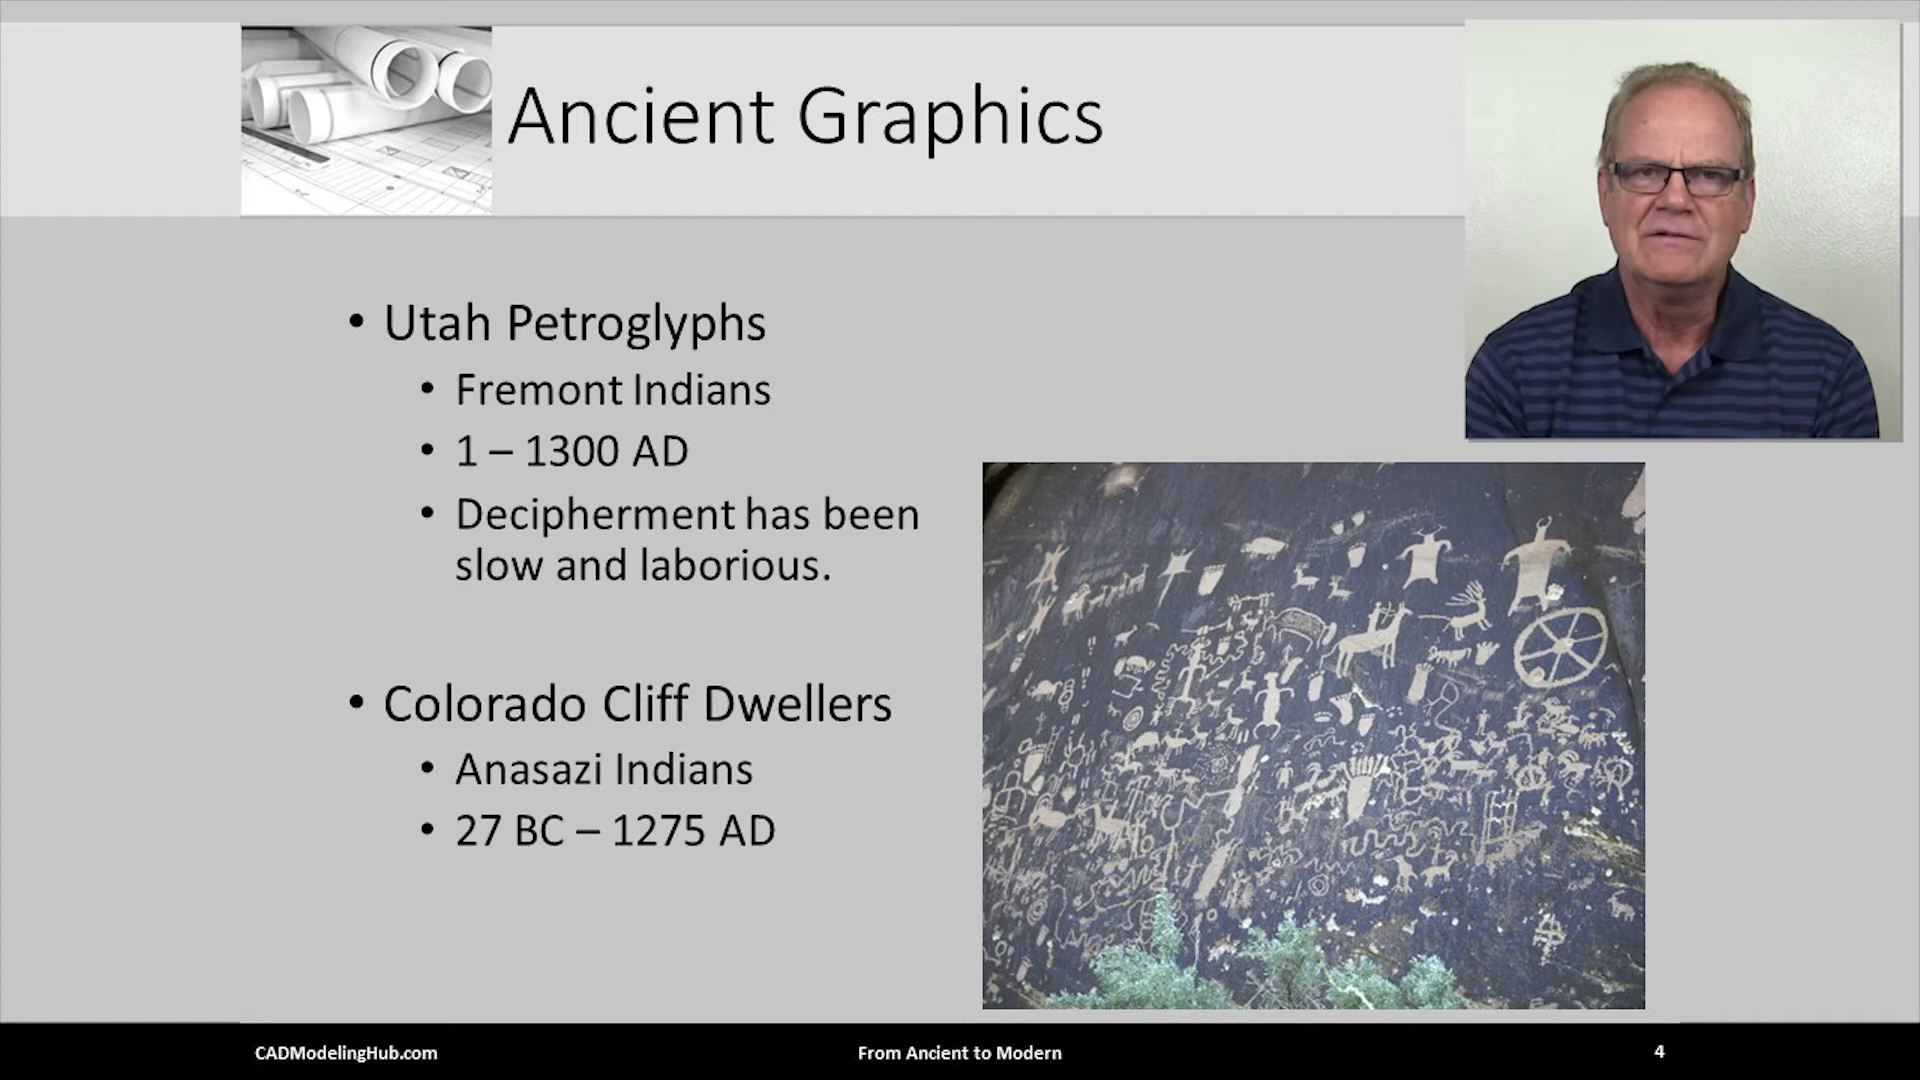 Ancient Graphics
• Utah Petroglyphs
• Fremont Indians
• 1 – 1300 AD
• Decipherment has been
slow and laborious.
• Colorado Cliff Dwellers
• Anasazi Indians
• 27 BC – 1275 AD
CADModelingHub.com
From Ancient to Modern
4